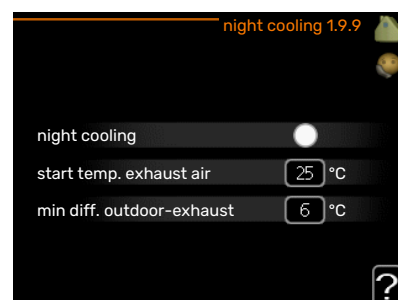 night cooling 1.9.9
night cooling
start temp. exhaust air 25 °C
min diff. outdoor-exhaust 6 °C
?